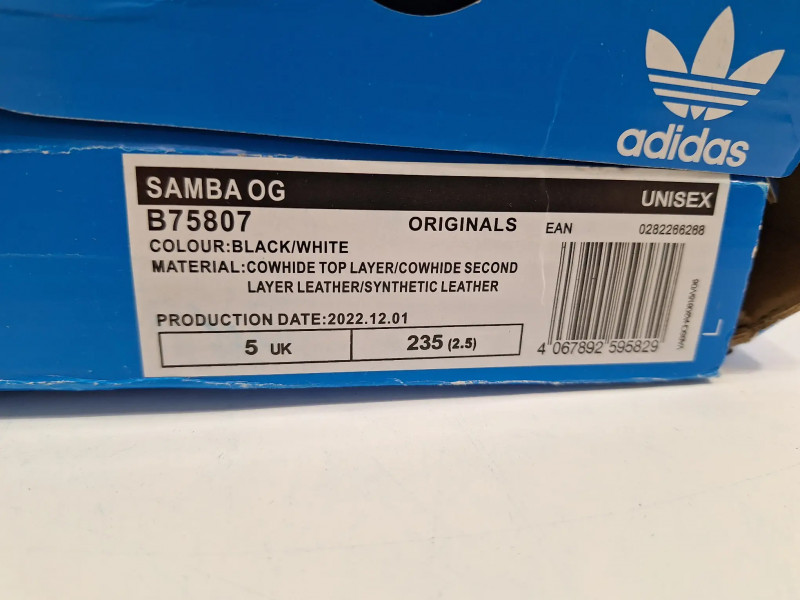 adidas
SAMBA OG
UNISEX
B75807
ORIGINALS
EAN
0282266288
COLOUR:BLACK/WHITE
MATERIAL:COWHIDE TOP LAYER/COWHIDE SECOND
LAYER LEATHER/SYNTHETIC LEATHER
PRODUCTION DATE:2022.12.01
5 UK
235 (2.5)
4 067892 595829